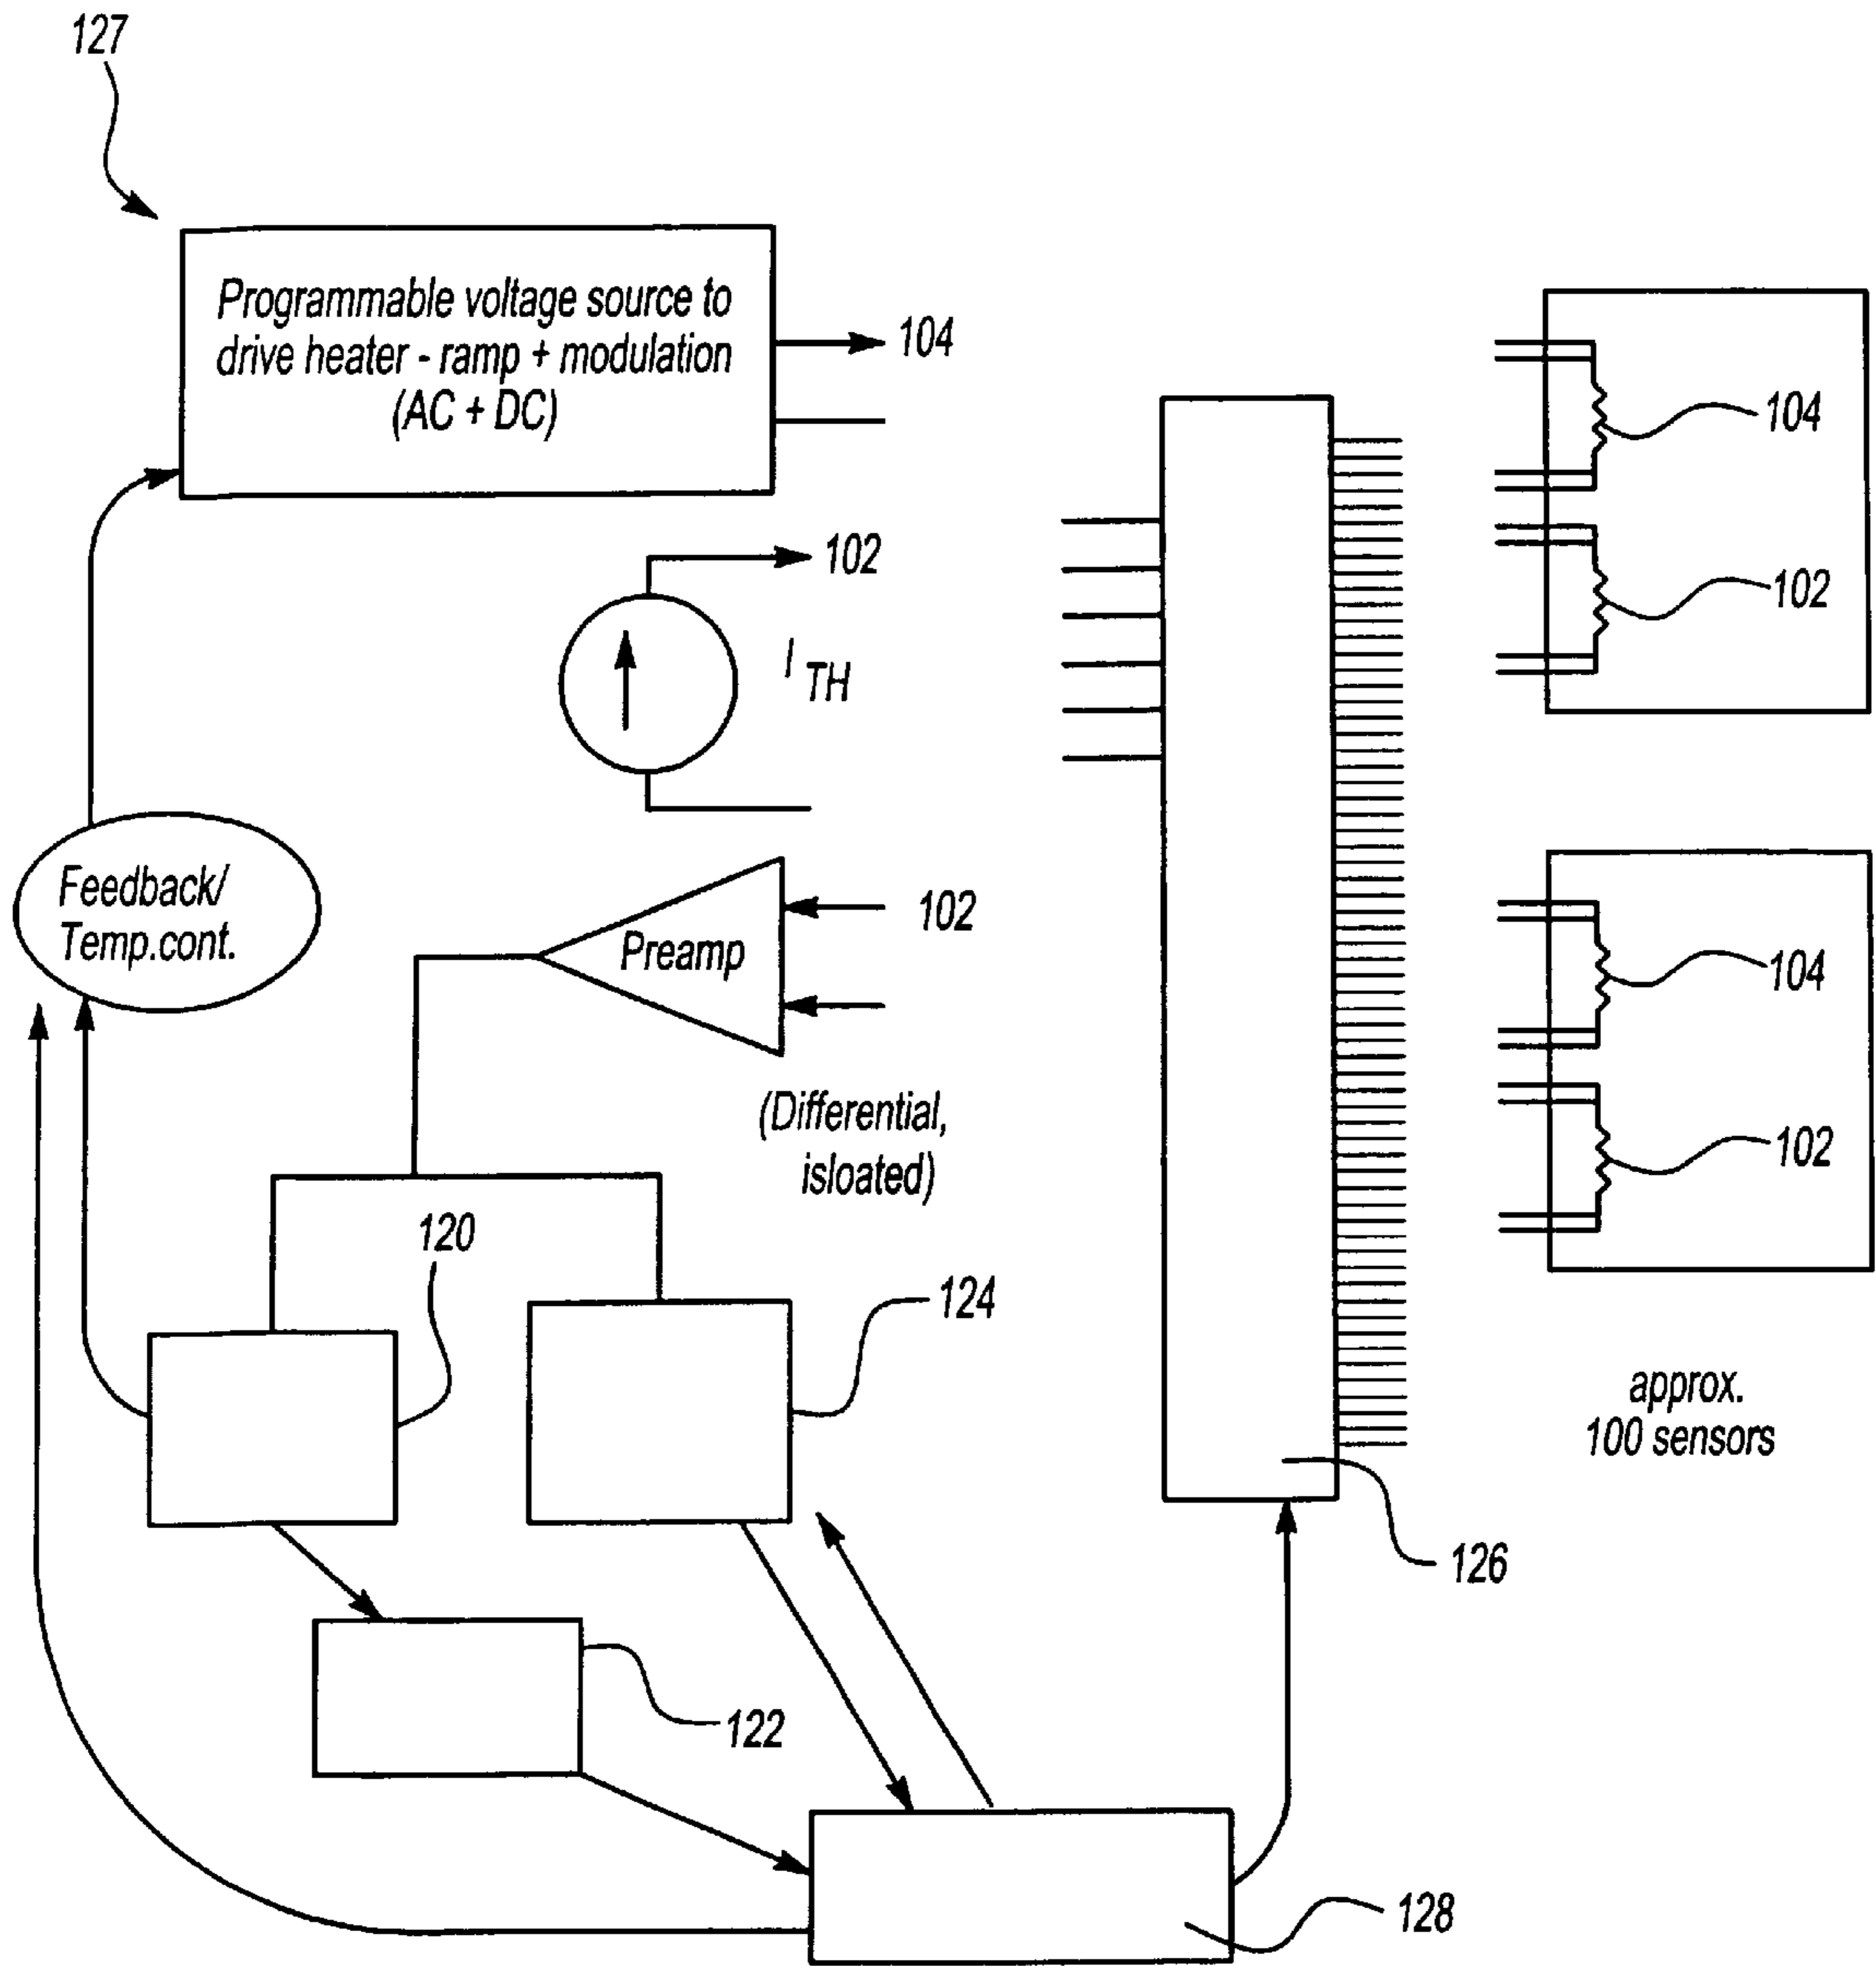 127
Programmable voltage source to
drive heater - ramp + modulation
(AC + DC)
104
102
I TH
104
102
Feedback/
Temp.cont.
Preamp
102
(Differential,
isloated)
104
102
120
124
approx.
100 sensors
126
122
128